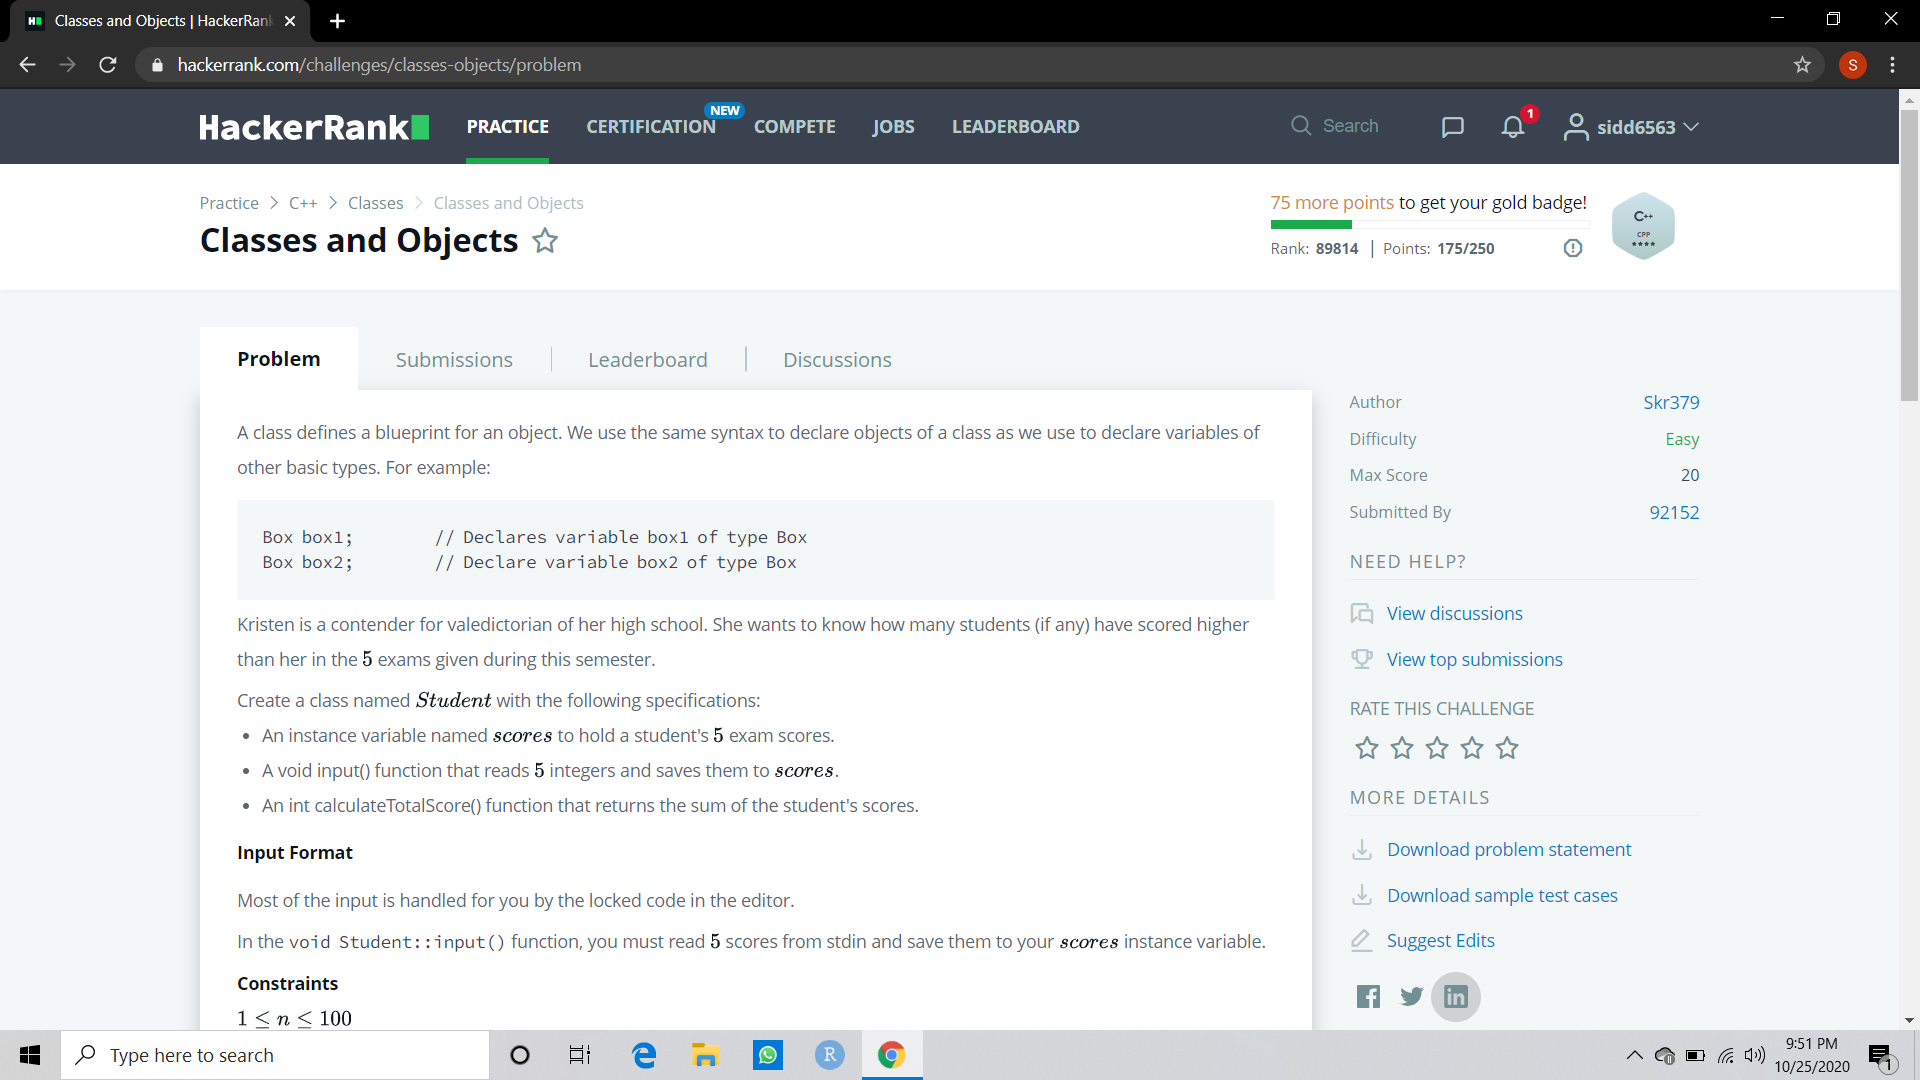 Classes and Objects | HackerRank
hackerrank.com/challenges/classes-objects/problem
S
HackerRank
PRACTICE
CERTIFICATION
NEW
COMPETE
JOBS
LEADERBOARD
Search
1
sidd6563
Practice > C++ > Classes > Classes and Objects
Classes and Objects
75 more points to get your gold badge!
Rank: 89814 | Points: 175/250
C++
CPP
Problem
Submissions
Leaderboard
Discussions
A class defines a blueprint for an object. We use the same syntax to declare objects of a class as we use to declare variables of
other basic types. For example:
Box box1; // Declares variable box1 of type Box
Box box2; // Declare variable box2 of type Box
Kristen is a contender for valedictorian of her high school. She wants to know how many students (if any) have scored higher
than her in the 5 exams given during this semester.
Create a class named Student with the following specifications:
• An instance variable named scores to hold a student's 5 exam scores.
• A void input() function that reads 5 integers and saves them to scores.
• An int calculateTotalScore() function that returns the sum of the student's scores.
Input Format
Most of the input is handled for you by the locked code in the editor.
In the void Student::input() function, you must read 5 scores from stdin and save them to your scores instance variable.
Constraints
1 ≤ n ≤ 100
Author Skr379
Difficulty Easy
Max Score 20
Submitted By 92152
NEED HELP?
View discussions
View top submissions
RATE THIS CHALLENGE
MORE DETAILS
Download problem statement
Download sample test cases
Suggest Edits
Type here to search
R
9:51 PM
10/25/2020
1